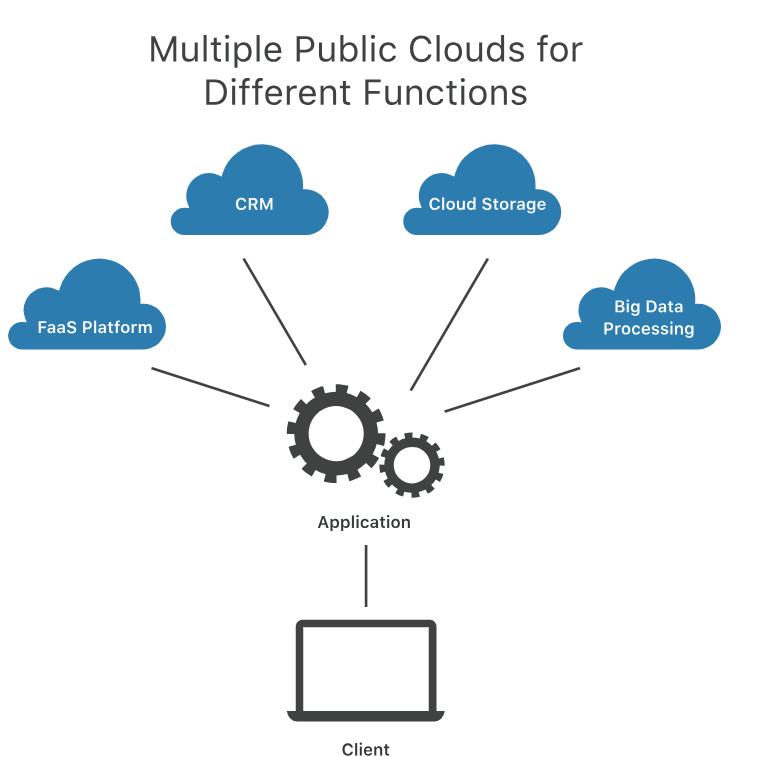 Multiple Public Clouds for
Different Functions
CRM
Cloud Storage
FaaS Platform
Big Data
Processing
Application
Client